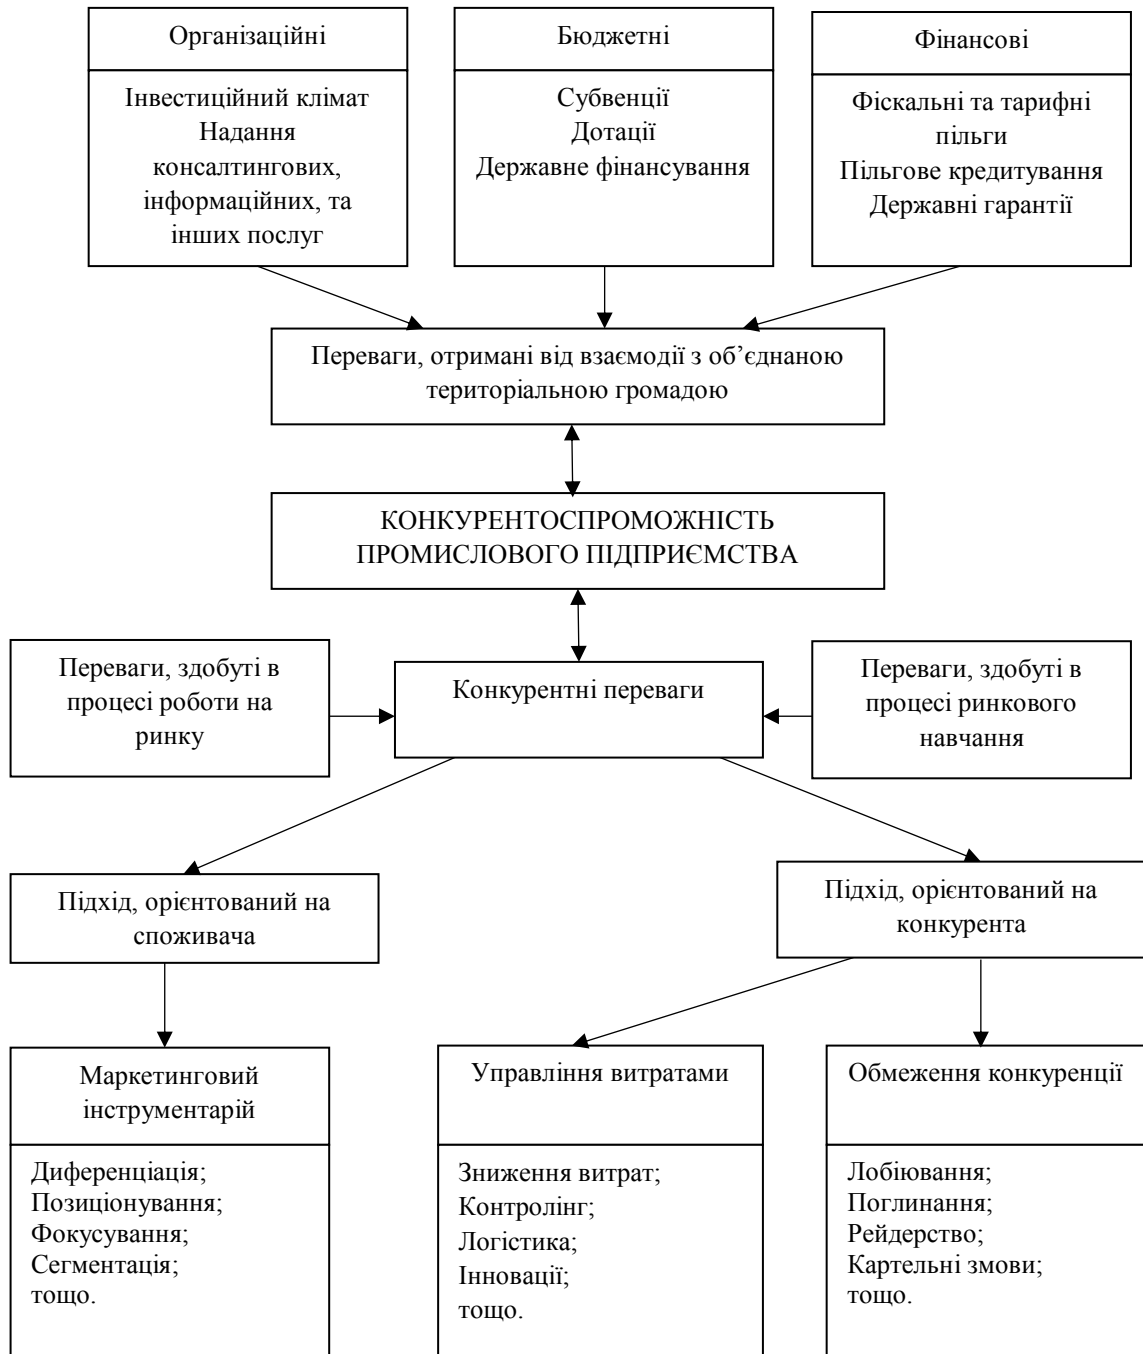 Організаційні
Інвестиційний клімат
Надання
консалтингових,
інформаційних, та
інших послуг
Бюджетні
Субвенції
Дотації
Державне фінансування
Фінансові
Фіскальні та тарифні
пільги
Пільгове кредитування
Державні гарантії
Переваги, отримані від взаємодії з об’єднаною
територіальною громадою
КОНКУРЕНТОСПРОМОЖНІСТЬ
ПРОМИСЛОВОГО ПІДПРИЄМСТВА
Переваги, здобуті в
процесі роботи на
ринку
Конкурентні переваги
Переваги, здобуті в
процесі ринкового
навчання
Підхід, орієнтований на
споживача
Підхід, орієнтований на
конкурента
Маркетинговий
інструментарій
Диференціація;
Позиціонування;
Фокусування;
Сегментація;
тощо.
Управління витратами
Зниження витрат;
Контролінг;
Логістика;
Інновації;
тощо.
Обмеження конкуренції
Лобіювання;
Поглинання;
Рейдерство;
Картельні змови;
тощо.